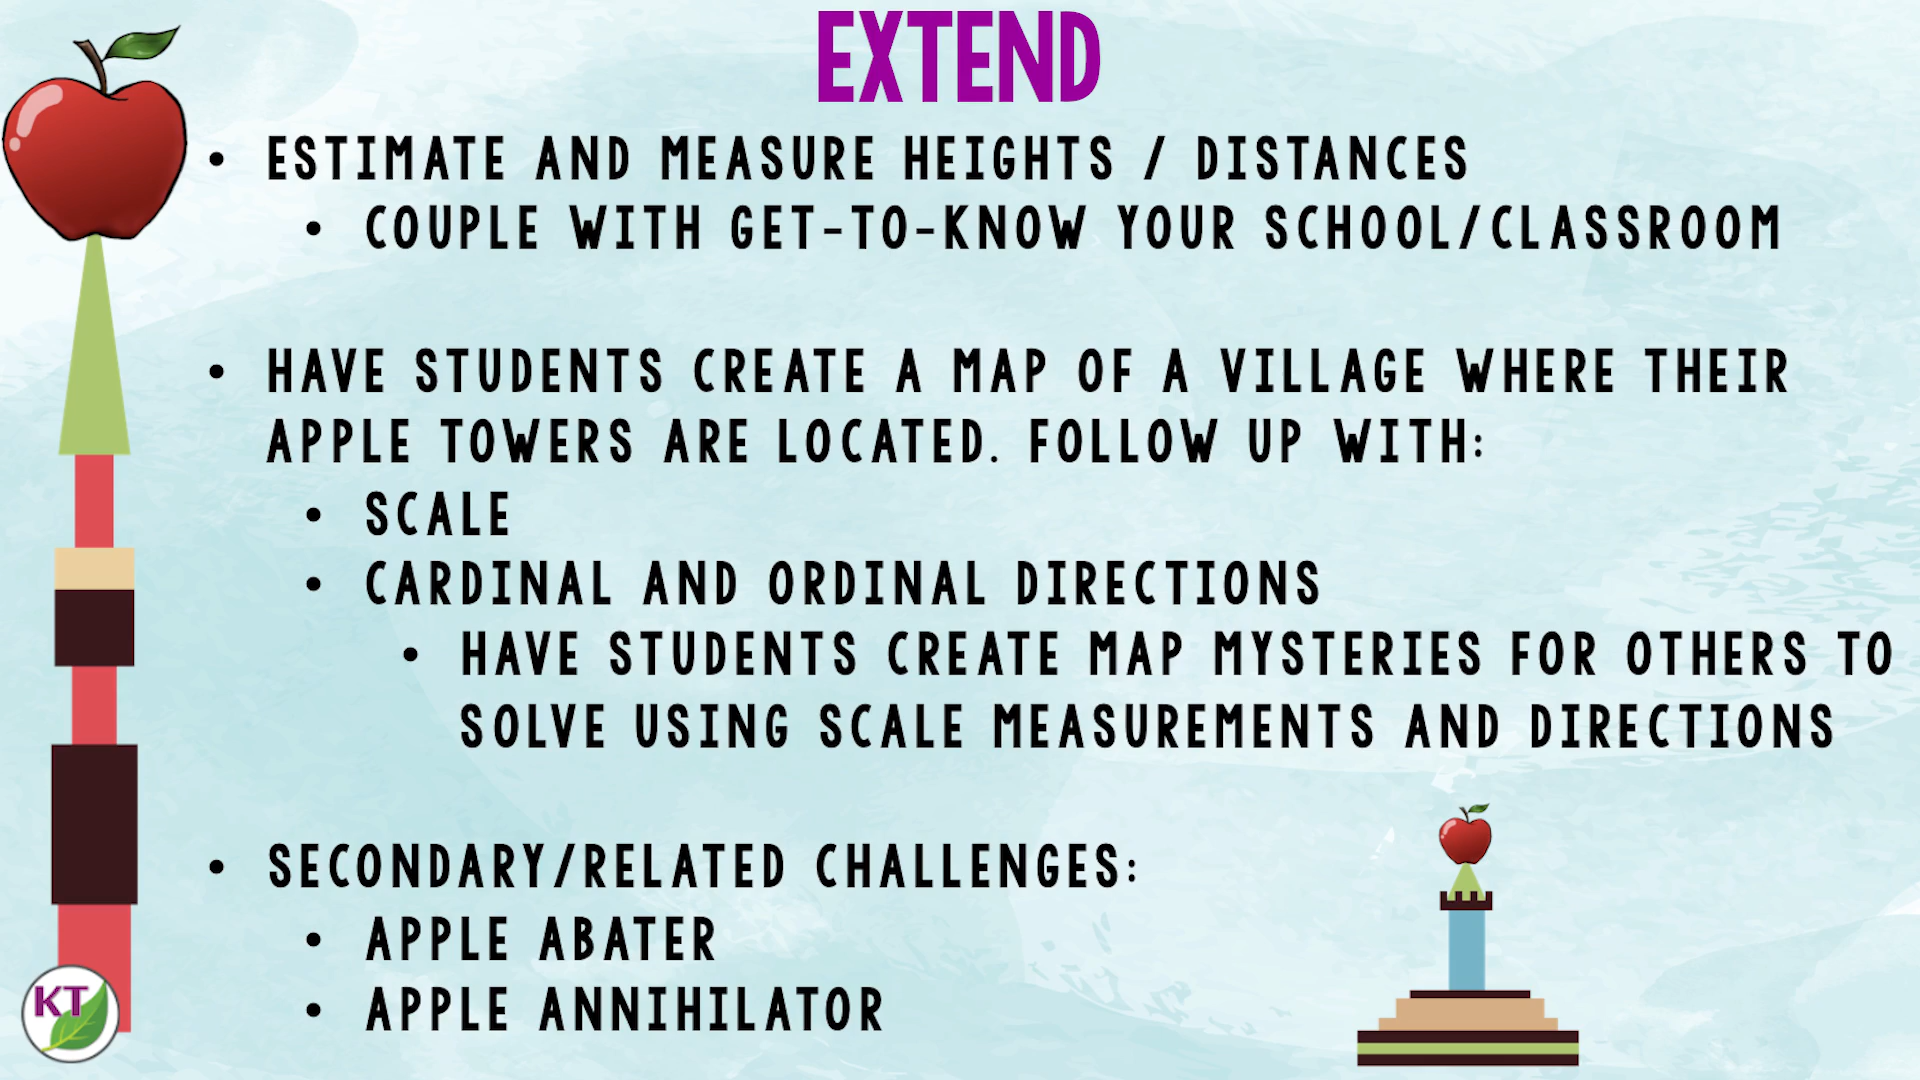 EXTEND
• ESTIMATE AND MEASURE HEIGHTS / DISTANCES
• COUPLE WITH GET-TO-KNOW YOUR SCHOOL/CLASSROOM
• HAVE STUDENTS CREATE A MAP OF A VILLAGE WHERE THEIR
APPLE TOWERS ARE LOCATED. FOLLOW UP WITH:
• SCALE
• CARDINAL AND ORDINAL DIRECTIONS
• HAVE STUDENTS CREATE MAP MYSTERIES FOR OTHERS TO
SOLVE USING SCALE MEASUREMENTS AND DIRECTIONS
• SECONDARY/RELATED CHALLENGES:
• APPLE ABATER
• APPLE ANNIHILATOR
KT